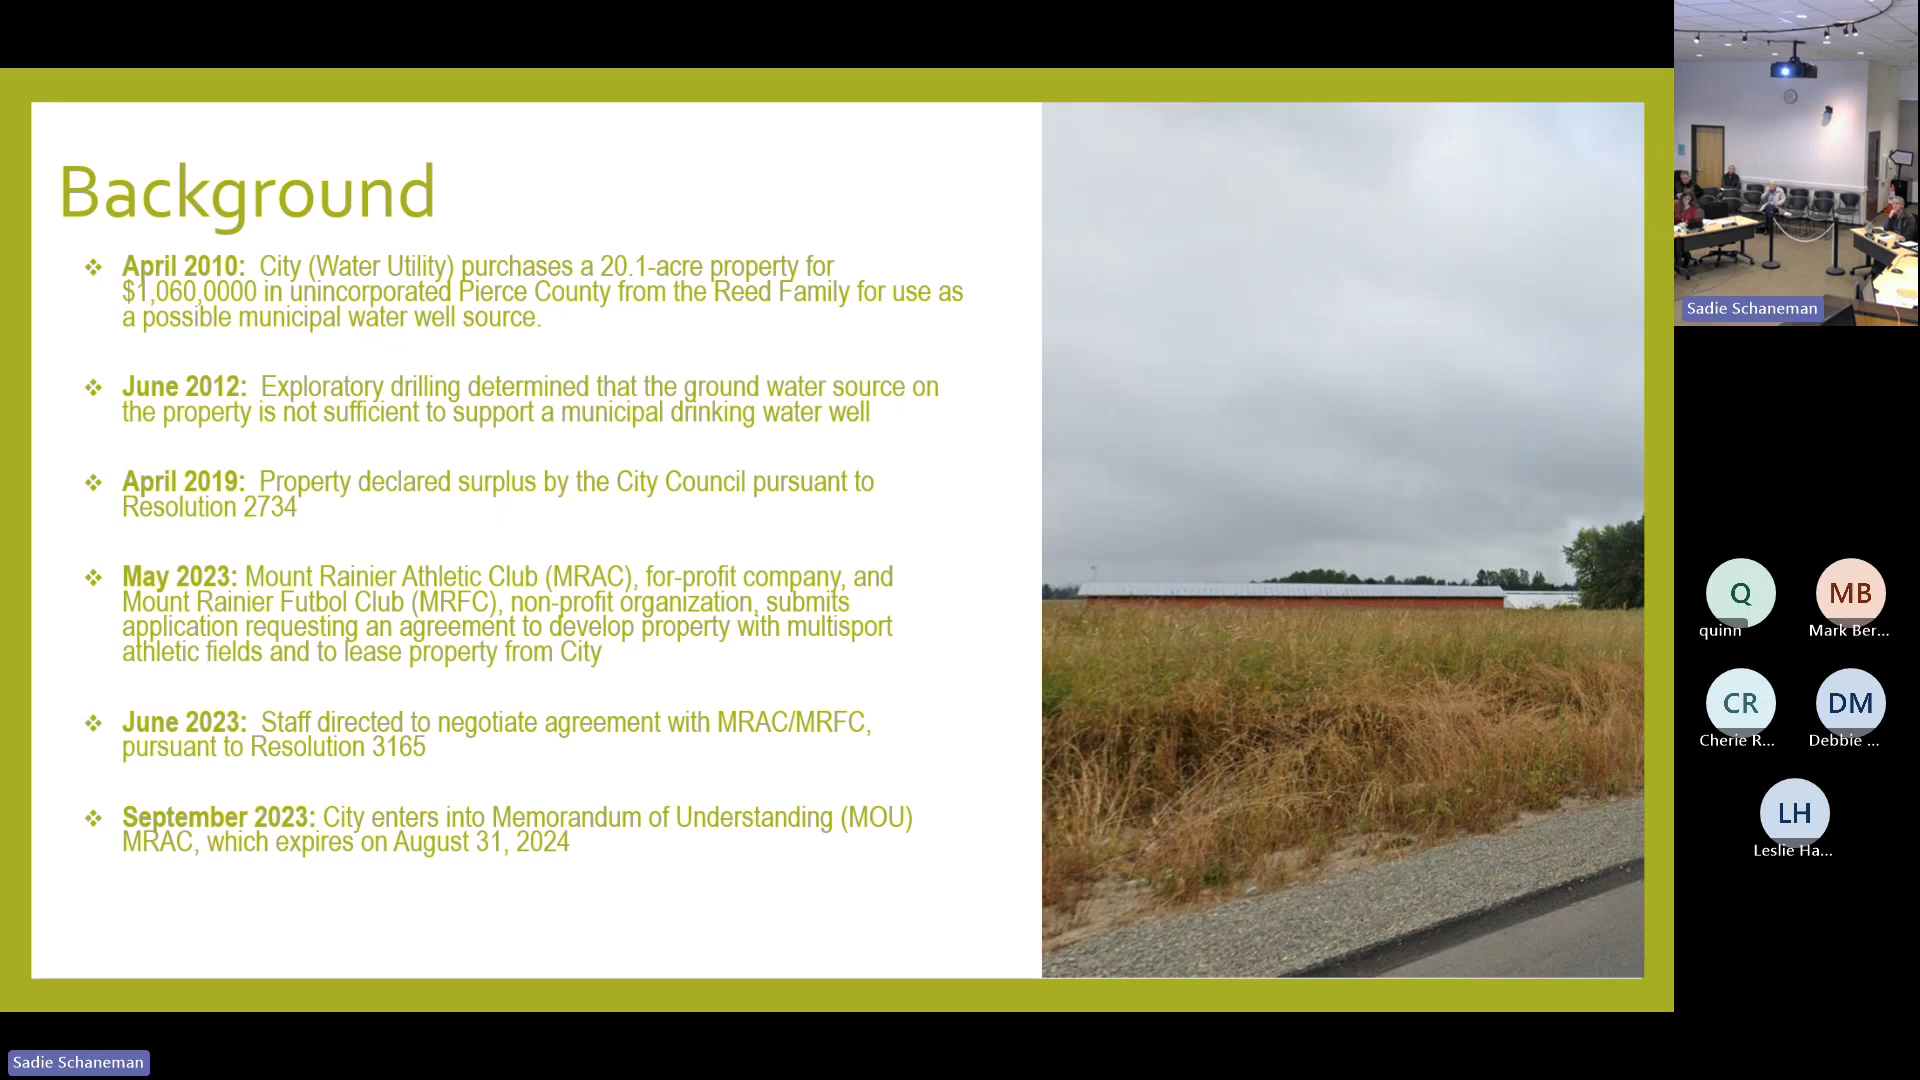 Background
❖ April 2010: City (Water Utility) purchases a 20.1-acre property for
$1,060,0000 in unincorporated Pierce County from the Reed Family for use as
a possible municipal water well source.
❖ June 2012: Exploratory drilling determined that the ground water source on
the property is not sufficient to support a municipal drinking water well
❖ April 2019: Property declared surplus by the City Council pursuant to
Resolution 2734
❖ May 2023: Mount Rainier Athletic Club (MRAC), for-profit company, and
Mount Rainier Futbol Club (MRFC), non-profit organization, submits
application requesting an agreement to develop property with multisport
athletic fields and to lease property from City
❖ June 2023: Staff directed to negotiate agreement with MRAC/MRFC,
pursuant to Resolution 3165
❖ September 2023: City enters into Memorandum of Understanding (MOU)
MRAC, which expires on August 31, 2024
Sadie Schaneman
Q
quinn
MB
Mark Ber...
CR
Cherie R...
DM
Debbie ...
LH
Leslie Ha...
Sadie Schaneman